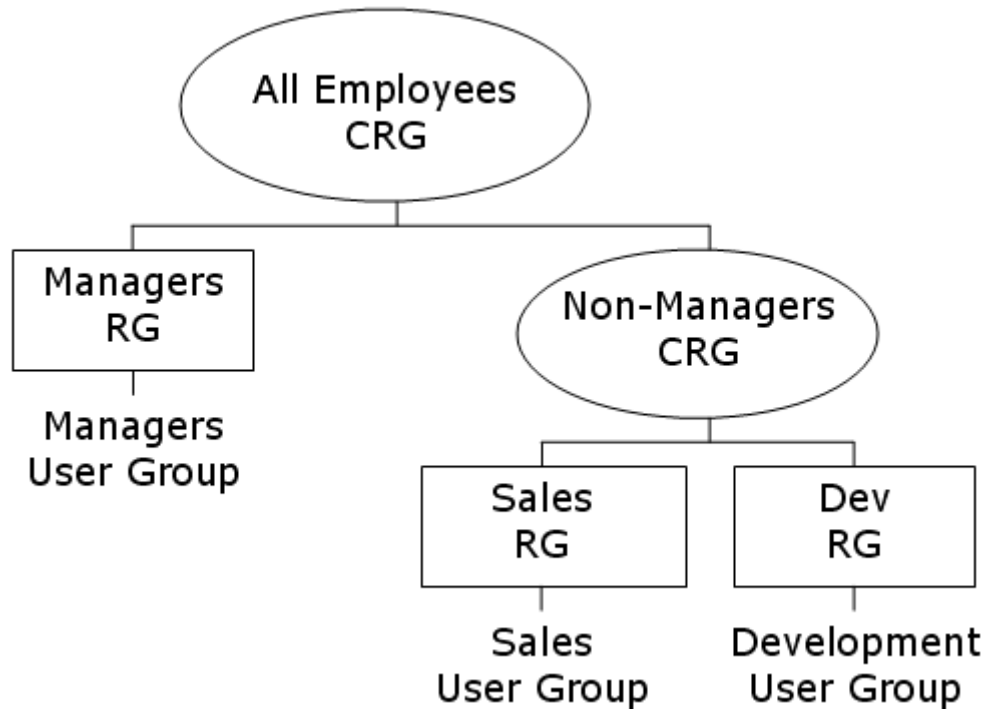 All Employees
CRG
Managers
RG
Non-Managers
CRG
Managers
User Group
Sales
RG
Dev
RG
Sales
User Group
Development
User Group